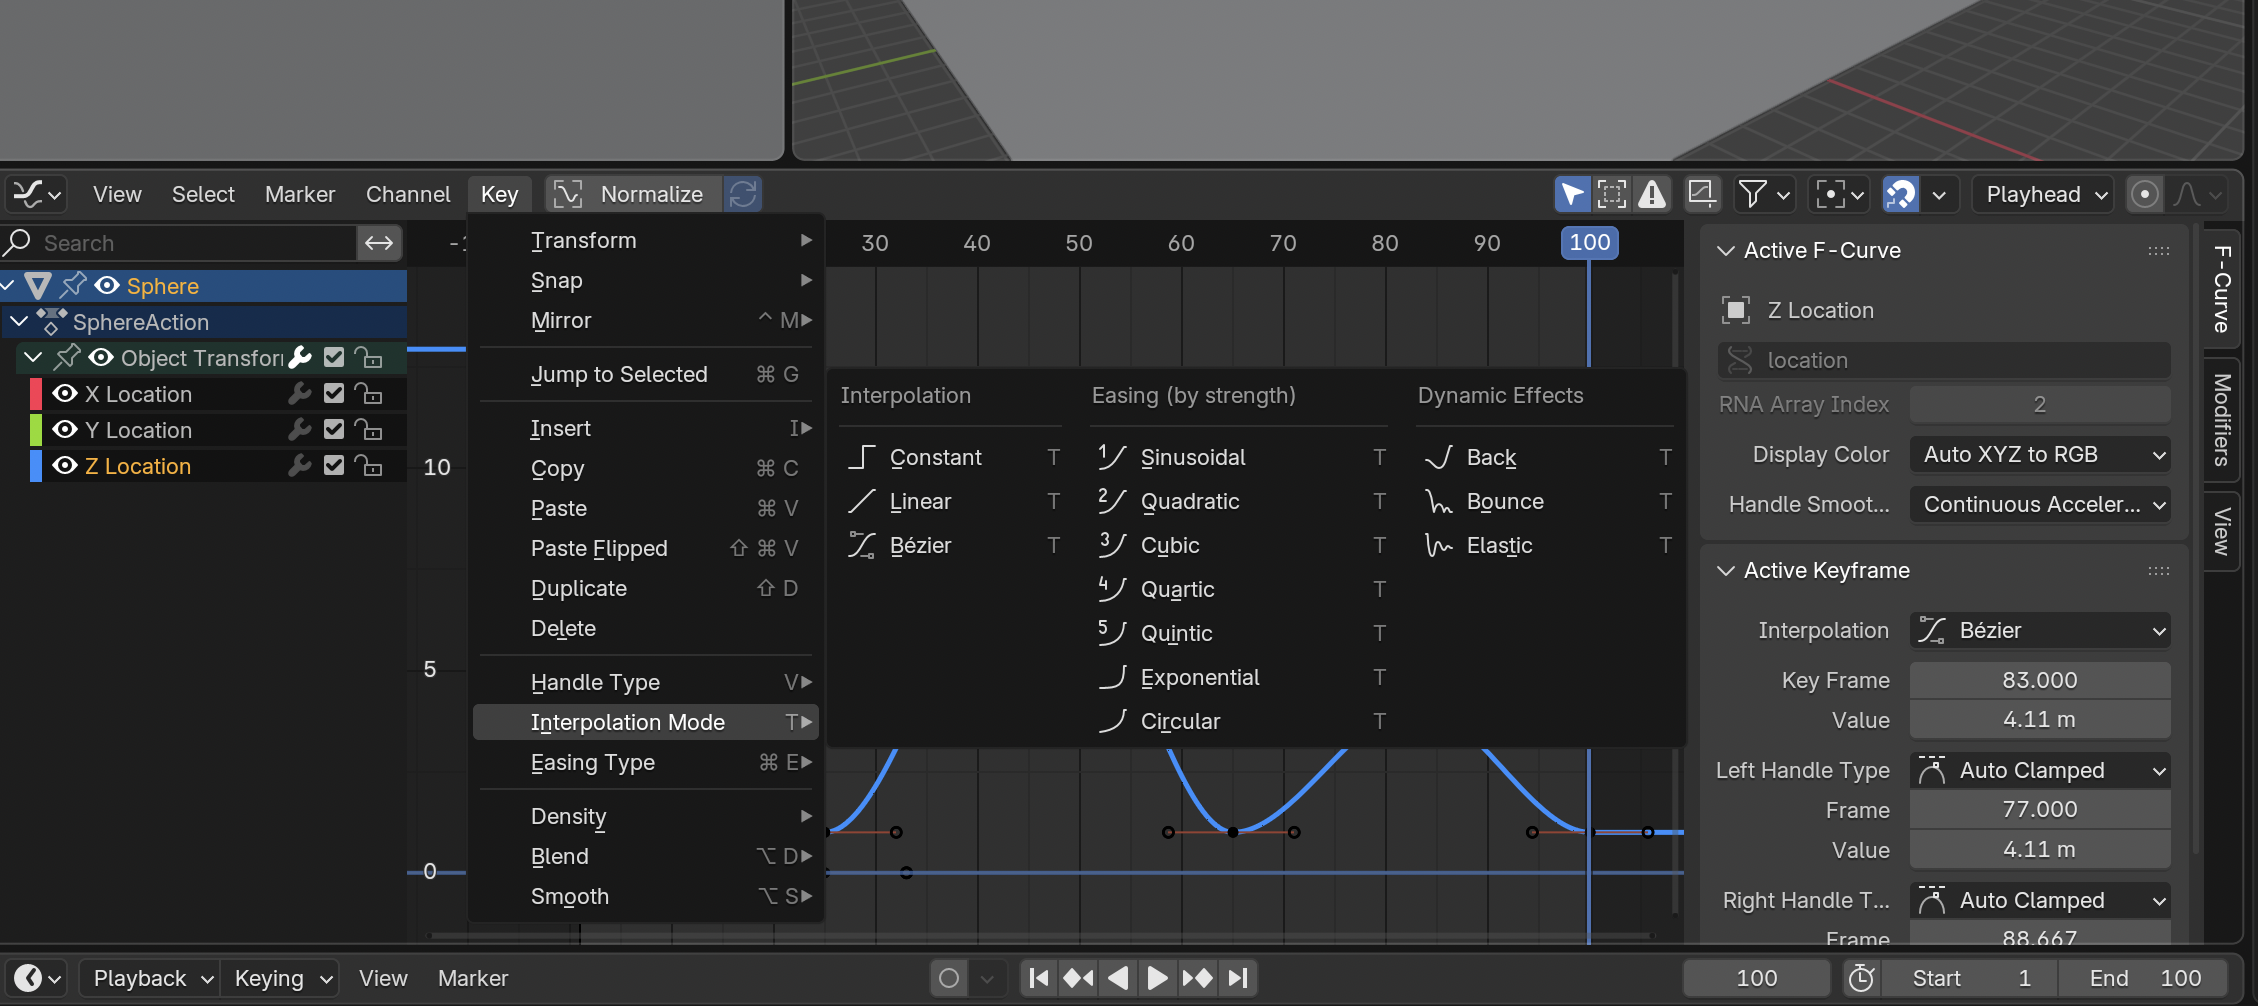 View Select Marker Channel Key Normalize Playhead
Search
Sphere
SphereAction
Object Transfor
X Location
Y Location
Z Location
30 40 50 60 70 80 90 100
10
5
0
Transform
Snap
Mirror ⌃ M
Jump to Selected ⌘ G
Insert I
Copy ⌘ C
Paste ⌘ V
Paste Flipped ⇧ ⌘ V
Duplicate ⇧ D
Delete
Handle Type V
Interpolation Mode T
Easing Type ⌘ E
Density
Blend ⌥ D
Smooth ⌥ S
Interpolation
Constant T
Linear T
Bézier T
Easing (by strength)
1 Sinusoidal T
2 Quadratic T
3 Cubic T
4 Quartic T
5 Quintic T
Exponential T
Circular T
Dynamic Effects
Back T
Bounce T
Elastic T
Active F-Curve
Z Location
location
RNA Array Index 2
Display Color Auto XYZ to RGB
Handle Smoot... Continuous Acceler...
Active Keyframe
Interpolation Bézier
Key Frame 83.000
Value 4.11 m
Left Handle Type Auto Clamped
Frame 77.000
Value 4.11 m
Right Handle T... Auto Clamped
Frame 88.667
F-Curve
Modifiers
View
Playback Keying View Marker 100 Start 1 End 100